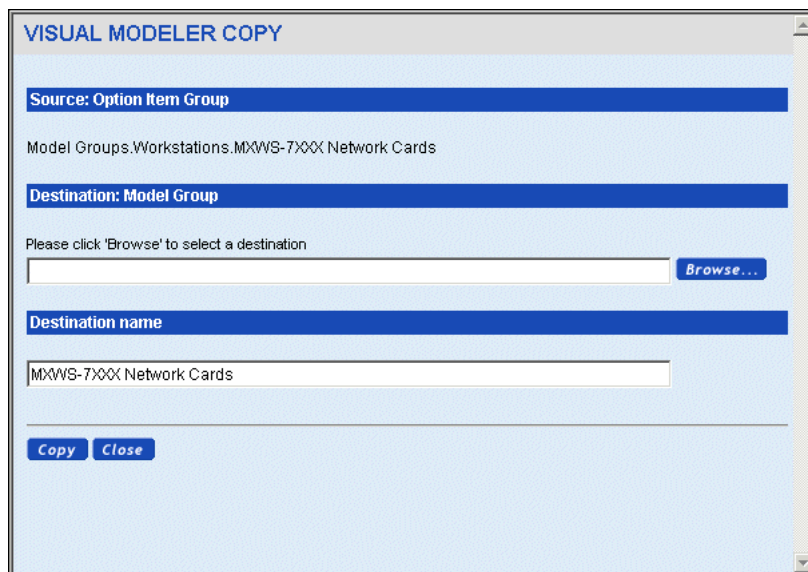 VISUAL MODELER COPY
Source: Option Item Group
Model Groups.Workstations.MXWS-7XXX Network Cards
Destination: Model Group
Please click 'Browse' to select a destination
Browse...
Destination name
MXWS-7XXX Network Cards
Copy Close